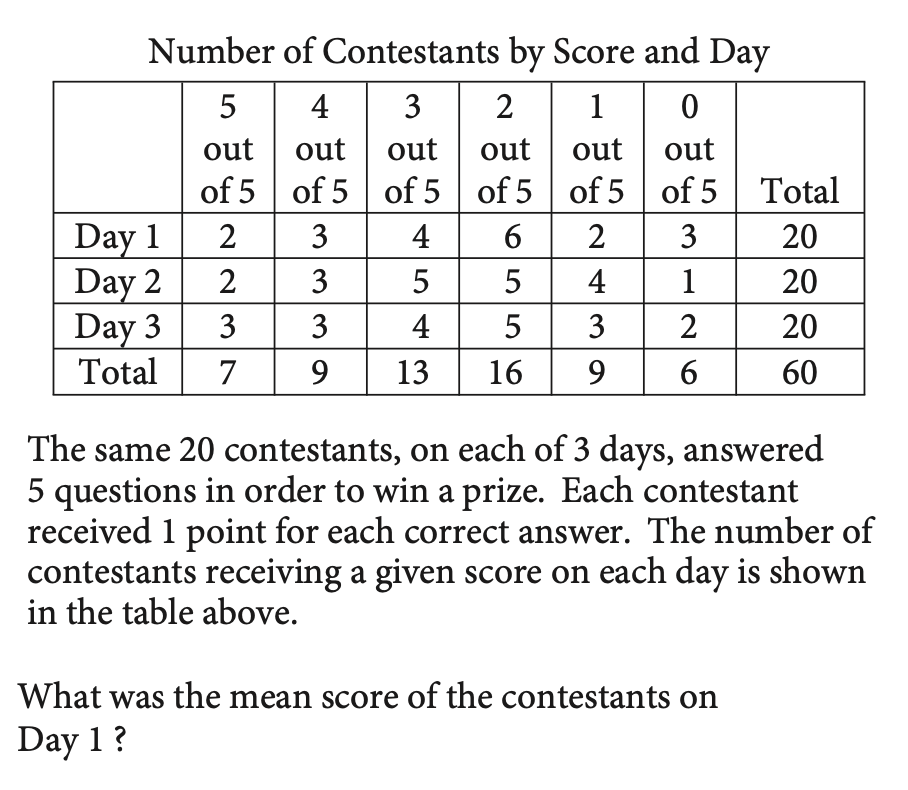 Number of Contestants by Score and Day
5 out of 5 4 out of 5 3 out of 5 2 out of 5 1 out of 5 0 out of 5 Total
Day 1 2 3 4 6 2 3 20
Day 2 2 3 5 5 4 1 20
Day 3 3 3 4 5 3 2 20
Total 7 9 13 16 9 6 60
The same 20 contestants, on each of 3 days, answered
5 questions in order to win a prize. Each contestant
received 1 point for each correct answer. The number of
contestants receiving a given score on each day is shown
in the table above.
What was the mean score of the contestants on
Day 1 ?